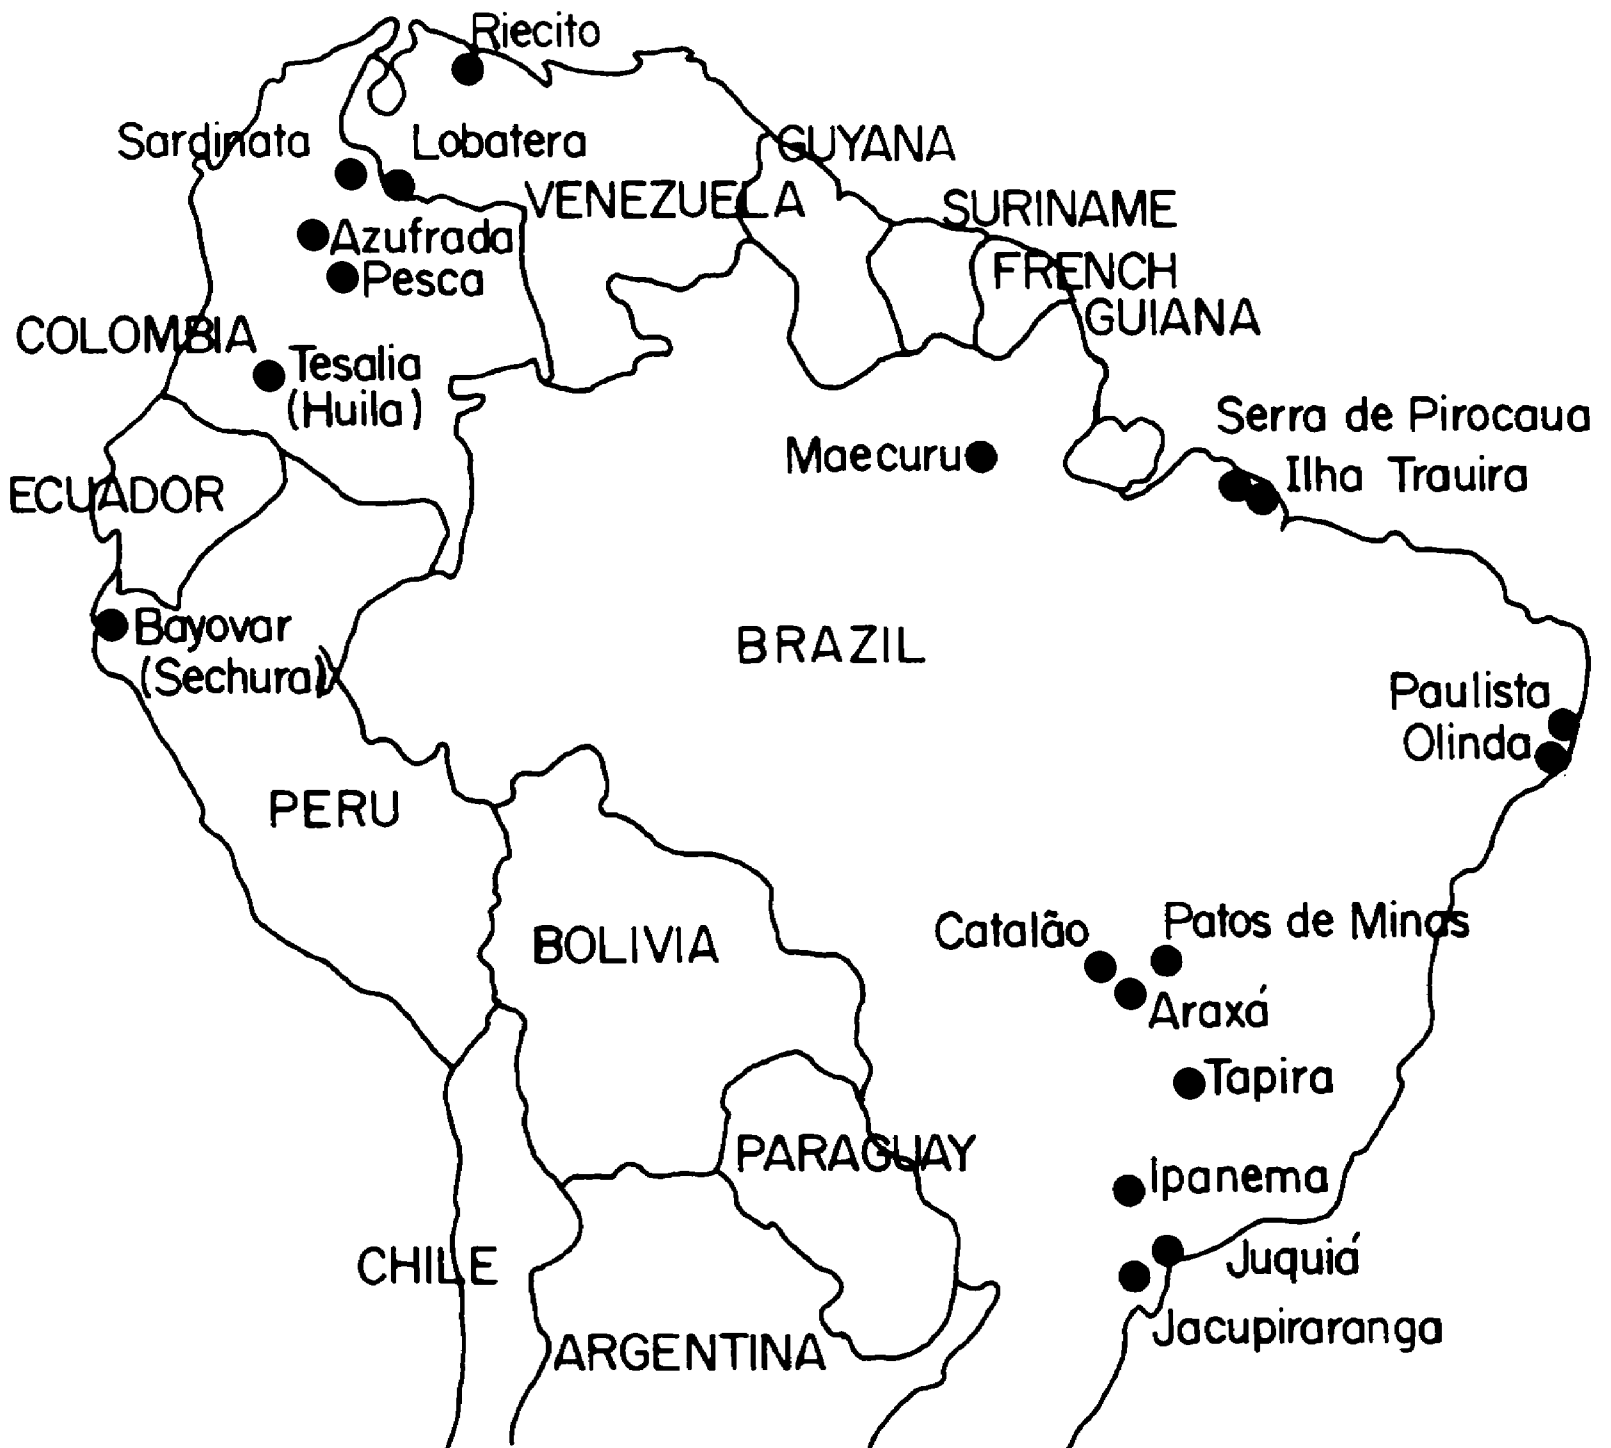 Riecito
Sardinata
Lobatera
GUYANA
VENEZUELA
SURINAME
Azufrada
Pesca
FRENCH
GUIANA
COLOMBIA
Tesalia
(Huila)
Serra de Pirocaua
Maecuru
Ilha Trauira
ECUADOR
Bayovar
(Sechura)
BRAZIL
Paulista
Olinda
PERU
Catalão
Patos de Minas
BOLIVIA
Araxá
Tapira
PARAGUAY
Ipanema
CHILE
Juquiá
Jacupiraranga
ARGENTINA